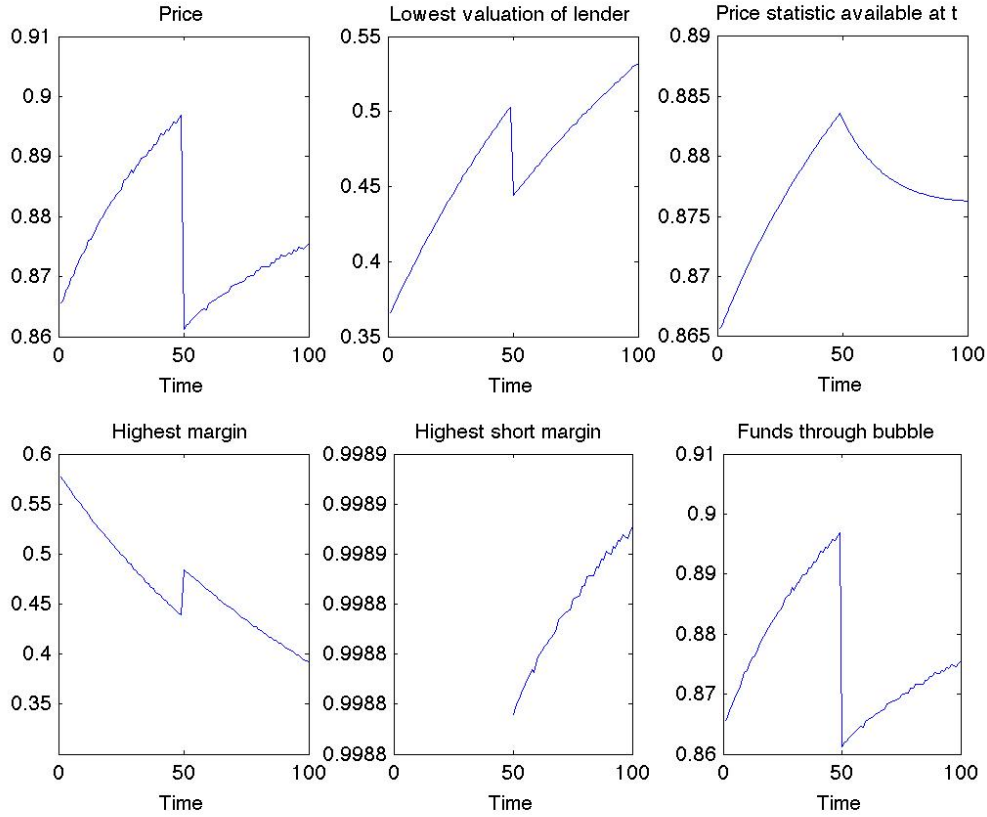 Price
0.91
0.9
0.89
0.88
0.87
0.86
0 50 100
Time
Lowest valuation of lender
0.55
0.5
0.45
0.4
0.35
0 50 100
Time
Price statistic available at t
0.89
0.885
0.88
0.875
0.87
0.865
0 50 100
Time
Highest margin
0.6
0.55
0.5
0.45
0.4
0.35
0 50 100
Time
Highest short margin
0.9989
0.9989
0.9989
0.9988
0.9988
0.9988
0.9988
0 50 100
Time
Funds through bubble
0.91
0.9
0.89
0.88
0.87
0.86
0 50 100
Time